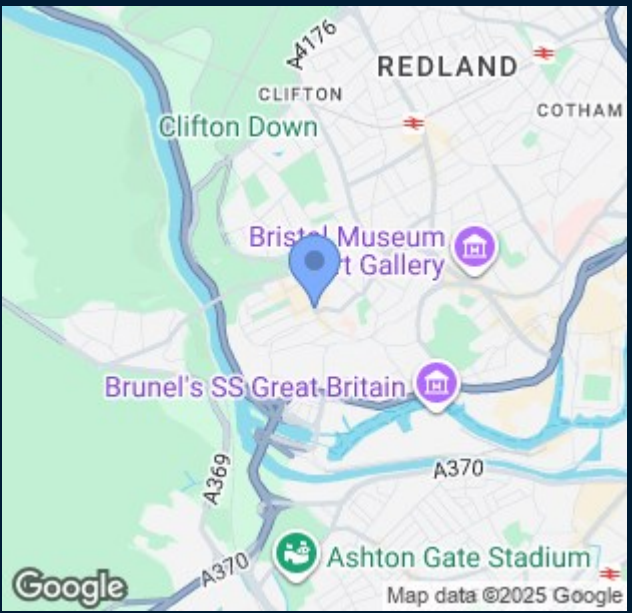 A4176
REDLAND
CLIFTON
COTHAM
Clifton Down
Bristol Museum
rt Gallery
Brunel's SS Great Britain
A369
A370
A370
Ashton Gate Stadium
Google
Map data ©2025 Google